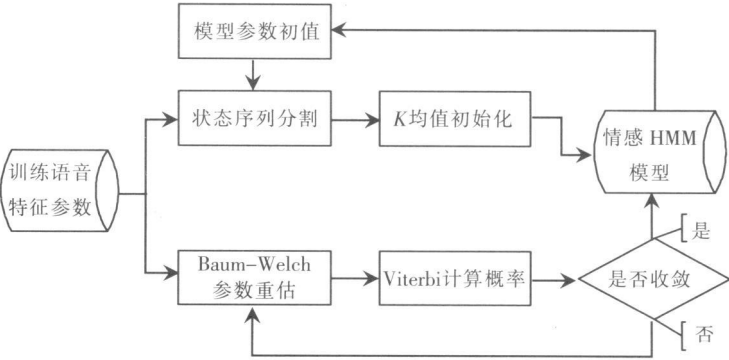 模型参数初值
状态序列分割
K均值初始化
情感 HMM
模型
训练语音
特征参数
Baum-Welch
参数重估
Viterbi计算概率
是否收敛
是
否